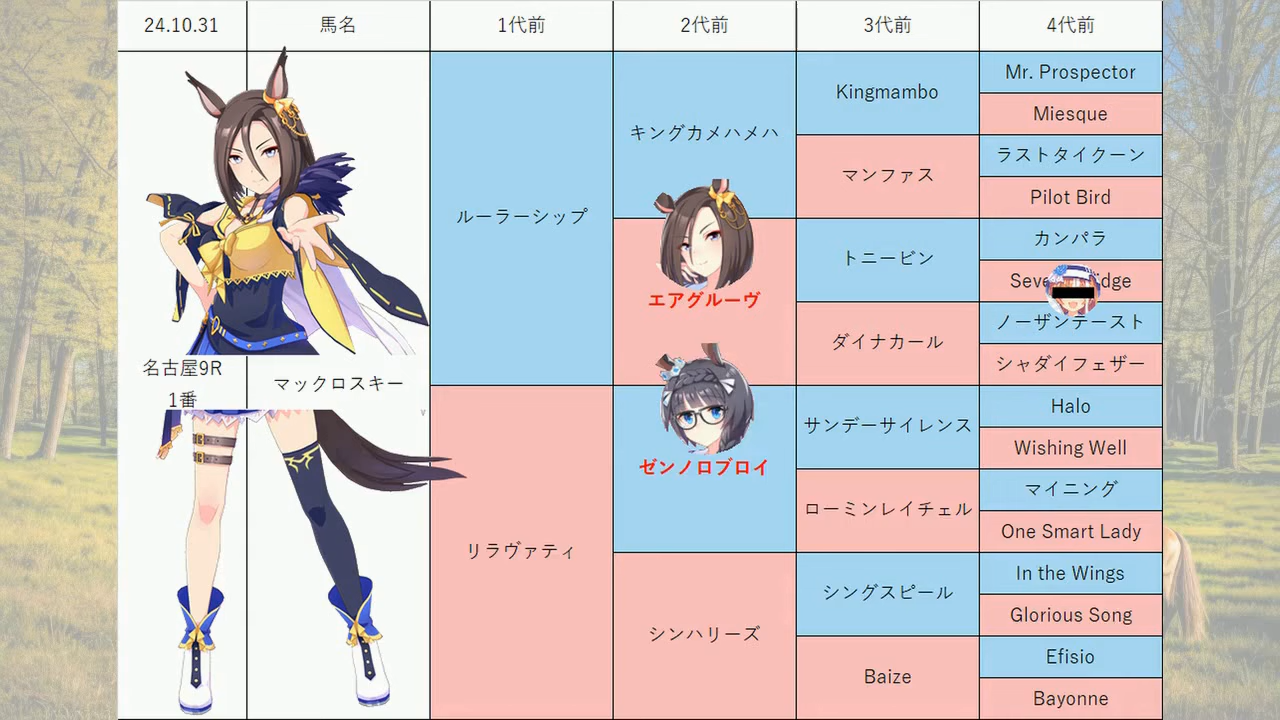 24.10.31
馬名
1代前
2代前
3代前
4代前
名古屋9R
1番
マックロスキー
ルーラーシップ
リラヴァティ
キングカメハメハ
エアグルーヴ
ゼンノロブロイ
シンハリーズ
Kingmambo
マンファス
トニービン
ダイナカール
サンデーサイレンス
ローミンレイチェル
シングスピール
Baize
Mr. Prospector
Miesque
ラストタイクーン
Pilot Bird
カンパラ
ノーザンテースト
シャダイフェザー
Halo
Wishing Well
マイニング
One Smart Lady
In the Wings
Glorious Song
Efisio
Bayonne